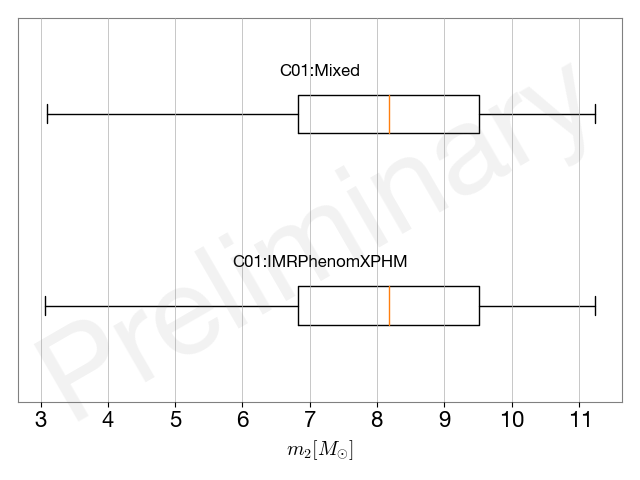 C01:Mixed
Preliminary
C01:IMRPhenomXPHM
3 4 5 6 7 8 9 10 11
m₂[M⊙]